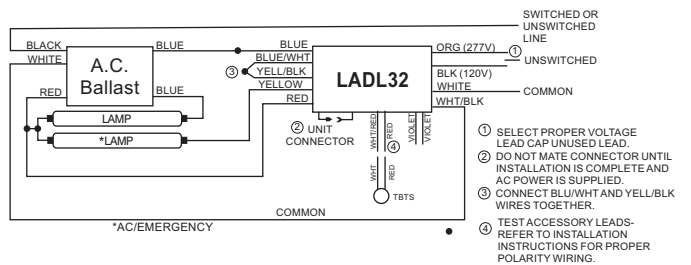 SWITCHED OR
UNSWITCHED
LINE
BLACK
BLUE
BLUE
ORG (277V)
1
WHITE
BLUE/WHT
UNSWITCHED
A.C.
Ballast
3
YELL/BLK
LADL32
BLK (120V)
YELLOW
WHITE
COMMON
RED
BLUE
RED
WHT/BLK
LAMP
*LAMP
2 UNIT
CONNECTOR
WHT/RED
RED
4
VIOLET
VIOLET
WHT
RED
TBTS
COMMON
*AC/EMERGENCY
1 SELECT PROPER VOLTAGE
LEAD CAP UNUSED LEAD.
2 DO NOT MATE CONNECTOR UNTIL
INSTALLATION IS COMPLETE AND
AC POWER IS SUPPLIED.
3 CONNECT BLU/WHT AND YELL/BLK
WIRES TOGETHER.
4 TEST ACCESSORY LEADS-
REFER TO INSTALLATION
INSTRUCTIONS FOR PROPER
POLARITY WIRING.